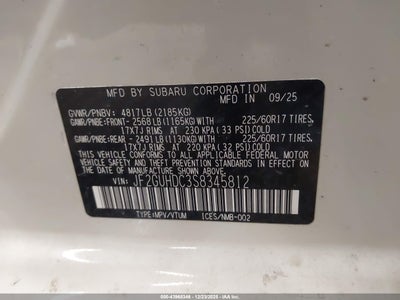 MFD BY SUBARU CORPORATION
MADE IN 09/25
GVWR/PNBV: 4817LB(2185KG)
GAWR/PNBE:FRONT- 2568LB(1165KG)WITH 225/60R17 TIRES,
17X7J RIMS AT 230 KPA( 33 PSI)COLD
GAWR/PNBE:REAR - 2491LB(1130KG)WITH 225/60R17 TIRES,
17X7J RIMS AT 220 KPA( 32 PSI)COLD
THIS VEHICLE CONFORMS TO ALL APPLICABLE FEDERAL
MOTOR VEHICLE SAFETY AND THEFT PREVENTION
STANDARDS IN EFFECT ON THE
DATE OF MANUFACTURE SHOWN ABOVE.
VIN: JF2GUHDC3S8345812
TYPE:MPV/VTUM ICES/NMB-002